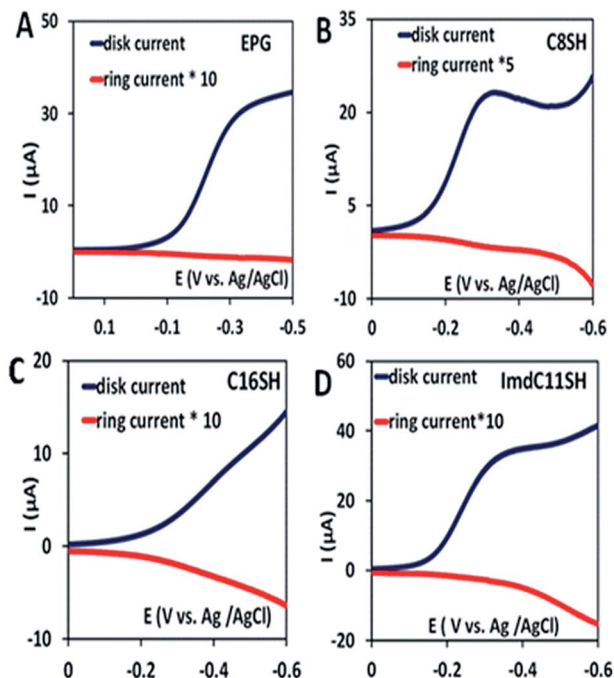 A
EPG
50
disk current
ring current * 10
30
I (µA)
10
-10
E (V vs. Ag/AgCl)
0.1 -0.1 -0.3 -0.5
B
C8SH
35
disk current
ring current *5
20
I (µA)
5
-10
E (V vs. Ag/AgCl)
0 -0.2 -0.4 -0.6
C
C16SH
20
disk current
ring current * 10
10
I (µA)
0
-10
E (V vs. Ag /AgCl)
0 -0.2 -0.4 -0.6
D
ImdC11SH
60
disk current
ring current*10
40
I (µA)
20
0
-20
E ( V vs. Ag/AgCl)
0 -0.2 -0.4 -0.6